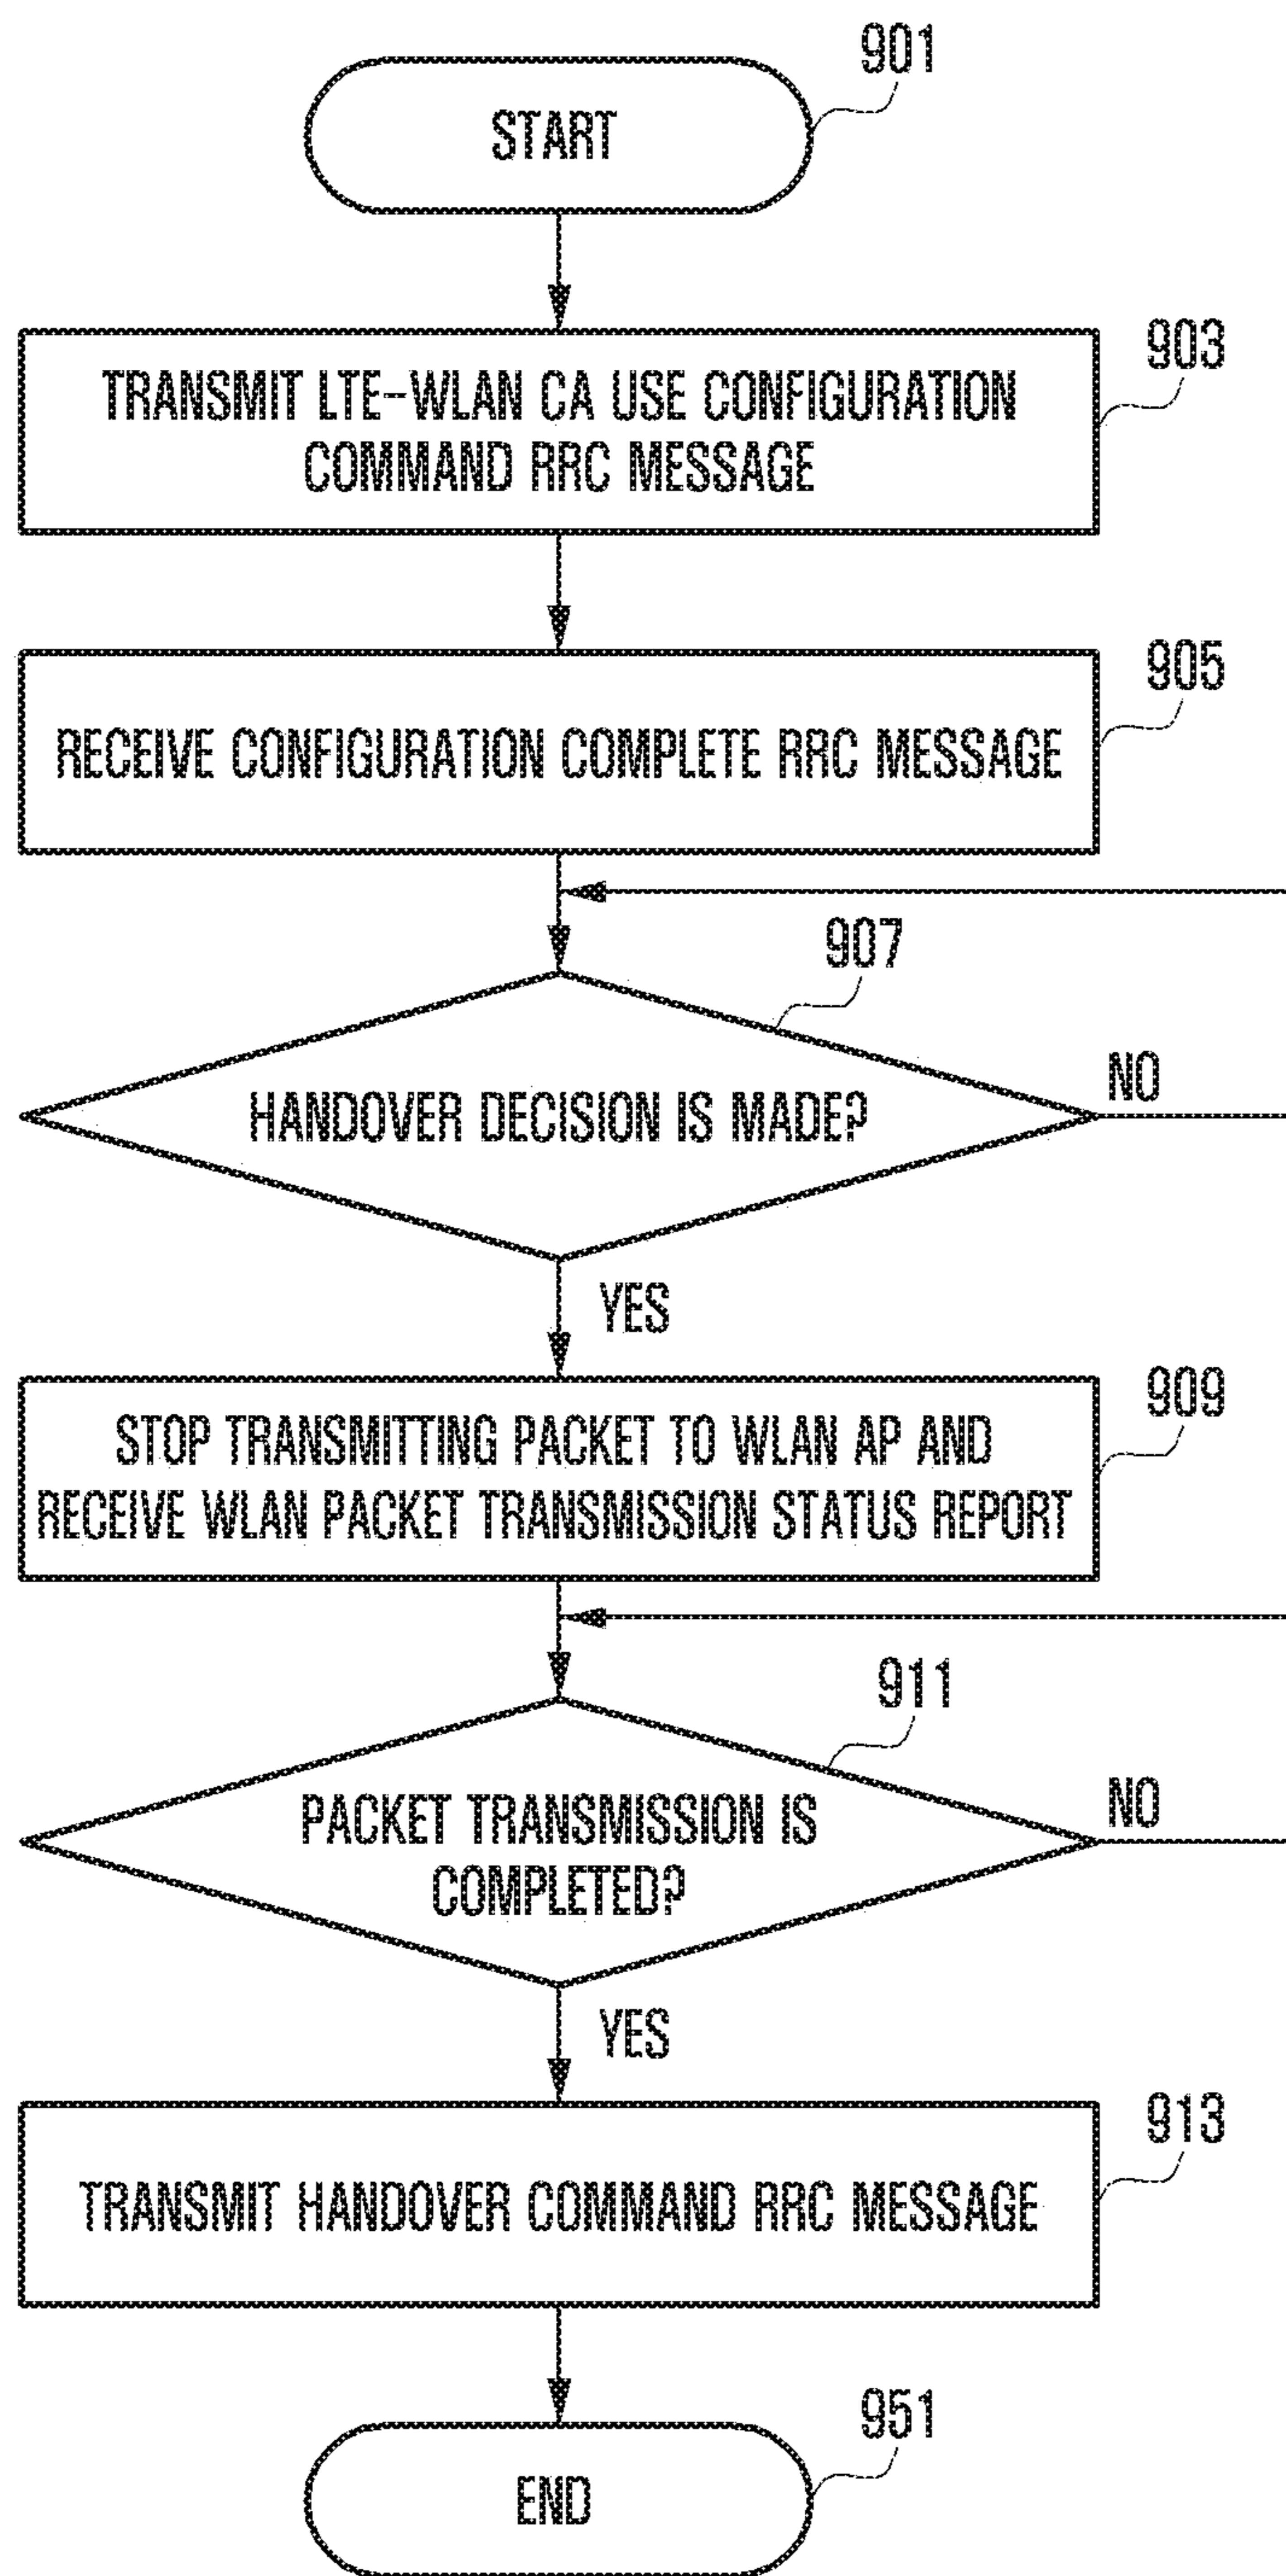 901
START
903
TRANSMIT LTE-WLAN CA USE CONFIGURATION
COMMAND RRC MESSAGE
905
RECEIVE CONFIGURATION COMPLETE RRC MESSAGE
907
HANDOVER DECISION IS MADE?
NO
YES
909
STOP TRANSMITTING PACKET TO WLAN AP AND
RECEIVE WLAN PACKET TRANSMISSION STATUS REPORT
911
PACKET TRANSMISSION IS
COMPLETED?
NO
YES
913
TRANSMIT HANDOVER COMMAND RRC MESSAGE
951
END